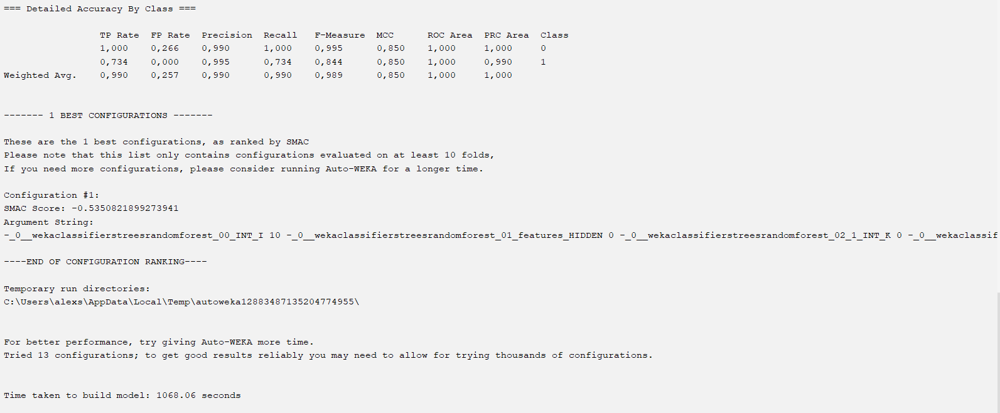 === Detailed Accuracy By Class ===
TP Rate FP Rate Precision Recall F-Measure MCC ROC Area PRC Area Class
1,000 0,266 0,990 1,000 0,995 0,850 1,000 1,000 0
0,734 0,000 0,995 0,734 0,844 0,850 1,000 0,990 1
Weighted Avg. 0,990 0,257 0,990 0,990 0,989 0,850 1,000 1,000
------- 1 BEST CONFIGURATIONS -------
These are the 1 best configurations, as ranked by SMAC
Please note that this list only contains configurations evaluated on at least 10 folds,
If you need more configurations, please consider running Auto-WEKA for a longer time.
Configuration #1:
SMAC Score: -0.5350821899273941
Argument String:
-_0__wekaclassifierstreesrandomforest_00_INT_I 10 -_0__wekaclassifierstreesrandomforest_01_features_HIDDEN 0 -_0__wekaclassifierstreesrandomforest_02_1_INT_K 0 -_0__wekaclassif
----END OF CONFIGURATION RANKING----
Temporary run directories:
C:\Users\alexs\AppData\Local\Temp\autoweka12883487135204774955\
For better performance, try giving Auto-WEKA more time.
Tried 13 configurations; to get good results reliably you may need to allow for trying thousands of configurations.
Time taken to build model: 1068.06 seconds